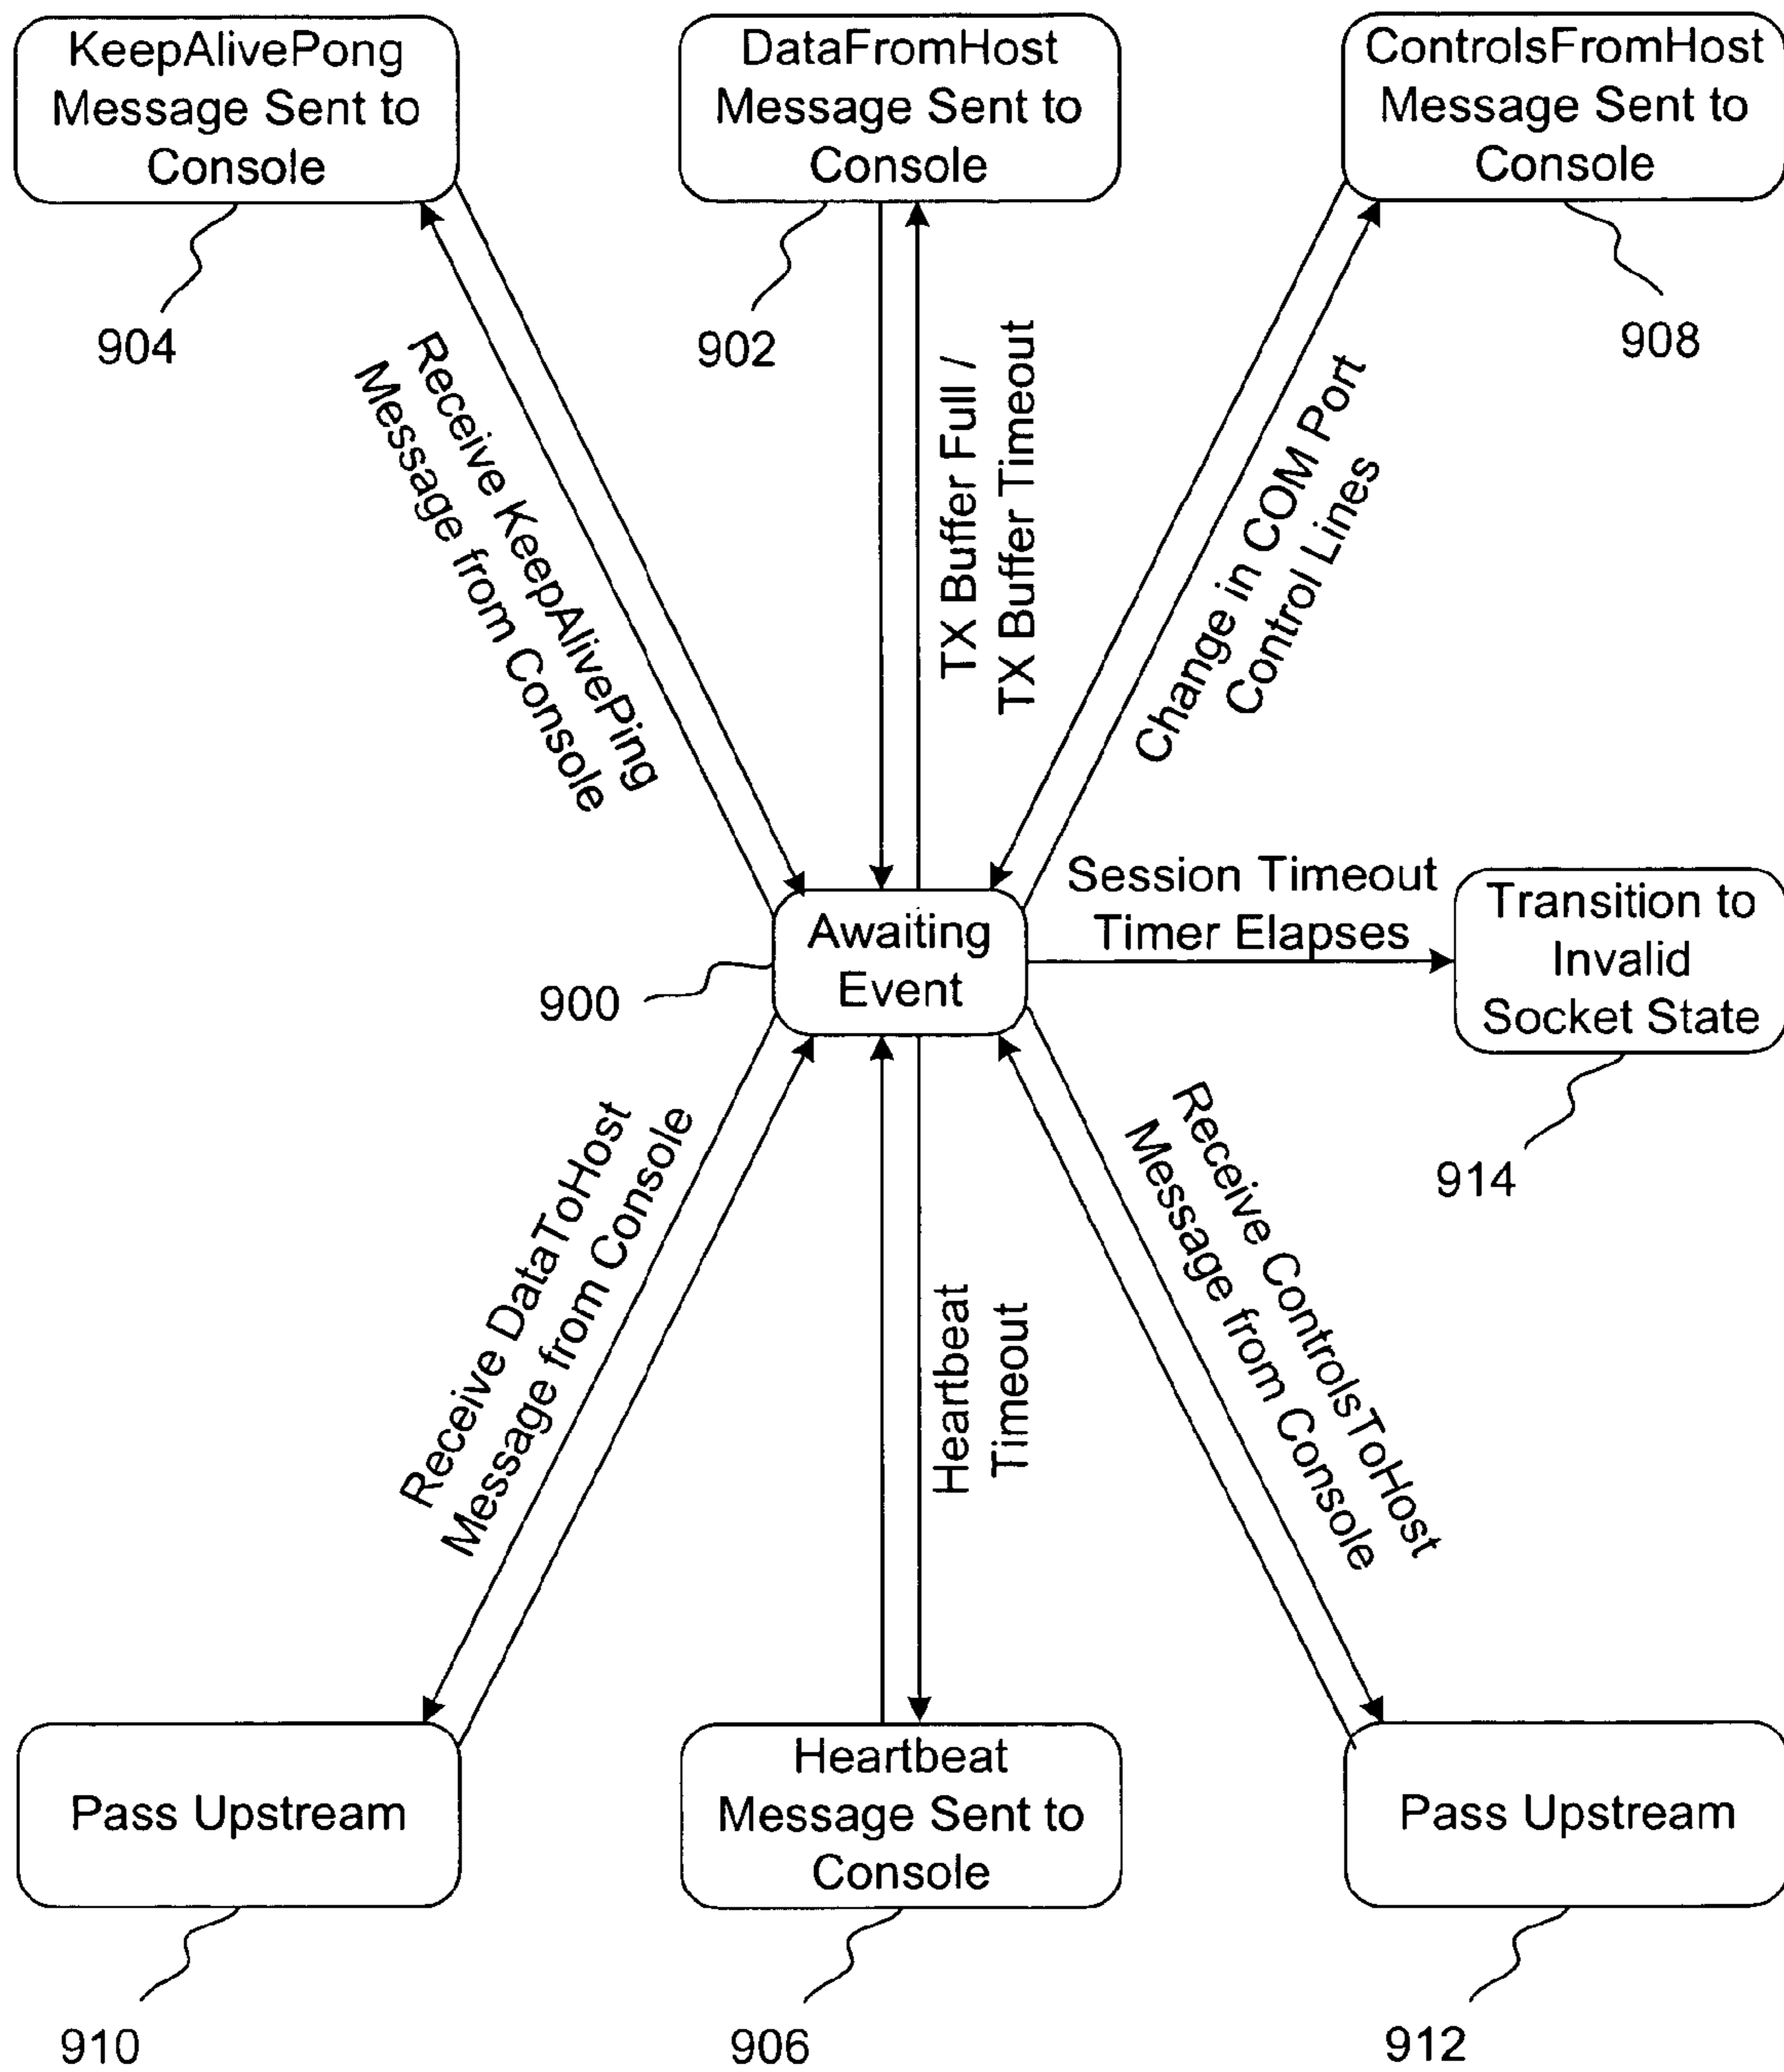 KeepAlivePong
Message Sent to
Console
904
DataFromHost
Message Sent to
Console
902
ControlsFromHost
Message Sent to
Console
908
Receive KeepAlivePing
Message from Console
TX Buffer Full /
TX Buffer Timeout
Change in COM Port
Control Lines
Awaiting
Event
900
Session Timeout
Timer Elapses
Transition to
Invalid
Socket State
914
Receive DataToHost
Message from Console
Heartbeat
Timeout
Receive ControlsToHost
Message from Console
Pass Upstream
910
Heartbeat
Message Sent to
Console
906
Pass Upstream
912